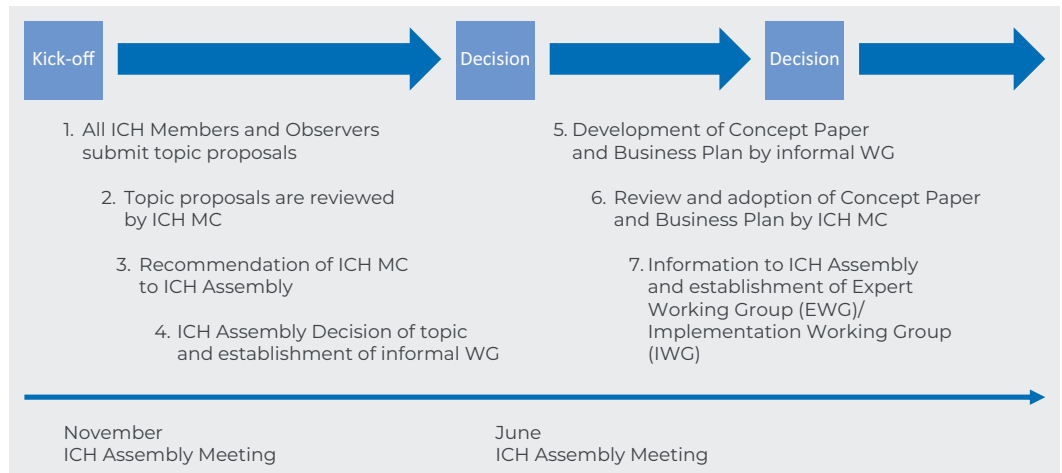 Kick-off
Decision
Decision
1. All ICH Members and Observers
submit topic proposals
2. Topic proposals are reviewed
by ICH MC
3. Recommendation of ICH MC
to ICH Assembly
4. ICH Assembly Decision of topic
and establishment of informal WG
5. Development of Concept Paper
and Business Plan by informal WG
6. Review and adoption of Concept Paper
and Business Plan by ICH MC
7. Information to ICH Assembly
and establishment of Expert
Working Group (EWG)/
Implementation Working Group
(IWG)
November
ICH Assembly Meeting
June
ICH Assembly Meeting